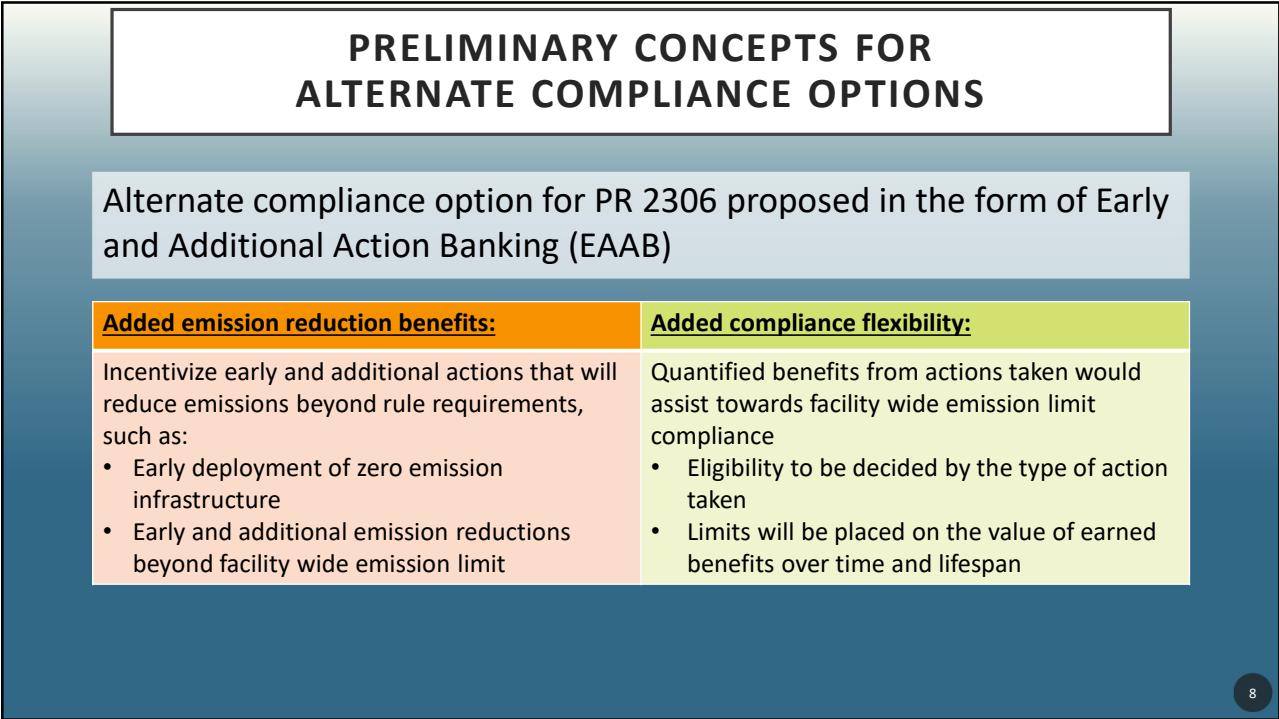 PRELIMINARY CONCEPTS FOR
ALTERNATE COMPLIANCE OPTIONS
Alternate compliance option for PR 2306 proposed in the form of Early
and Additional Action Banking (EAAB)
Added emission reduction benefits:
Incentivize early and additional actions that will
reduce emissions beyond rule requirements,
such as:
• Early deployment of zero emission
infrastructure
• Early and additional emission reductions
beyond facility wide emission limit
Added compliance flexibility:
Quantified benefits from actions taken would
assist towards facility wide emission limit
compliance
• Eligibility to be decided by the type of action
taken
• Limits will be placed on the value of earned
benefits over time and lifespan
8